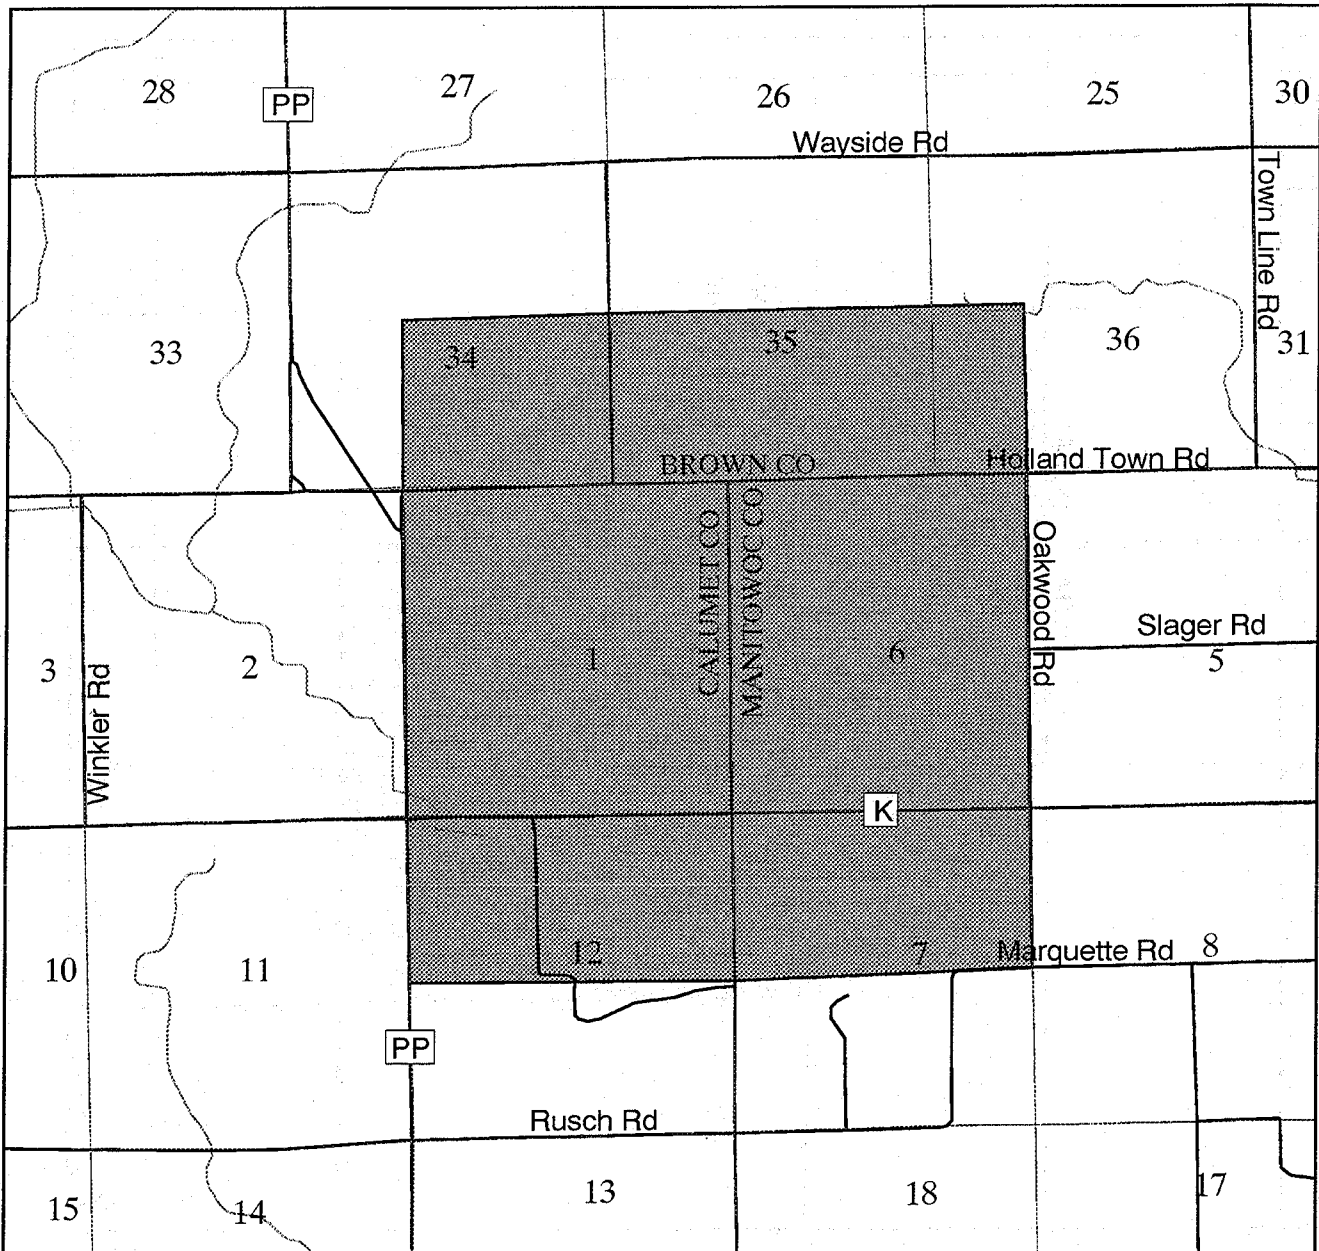 28
PP
27
26
25
30
Wayside Rd
Town Line Rd
33
34
35
36
31
BROWN CO
Holland Town Rd
CALUMET CO
MANITOWOC CO
Oakwood Rd
Slager Rd
3
Winkler Rd
2
1
6
5
K
10
11
12
7
Marquette Rd
8
PP
Rusch Rd
15
14
13
18
17